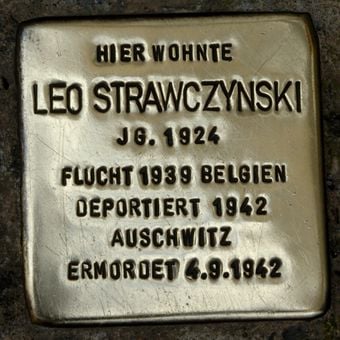 HIER WOHNTE
LEO STRAWCZYNSKI
JG. 1924
FLUCHT 1939 BELGIEN
DEPORTIERT 1942
AUSCHWITZ
ERMORDET 4.9.1942